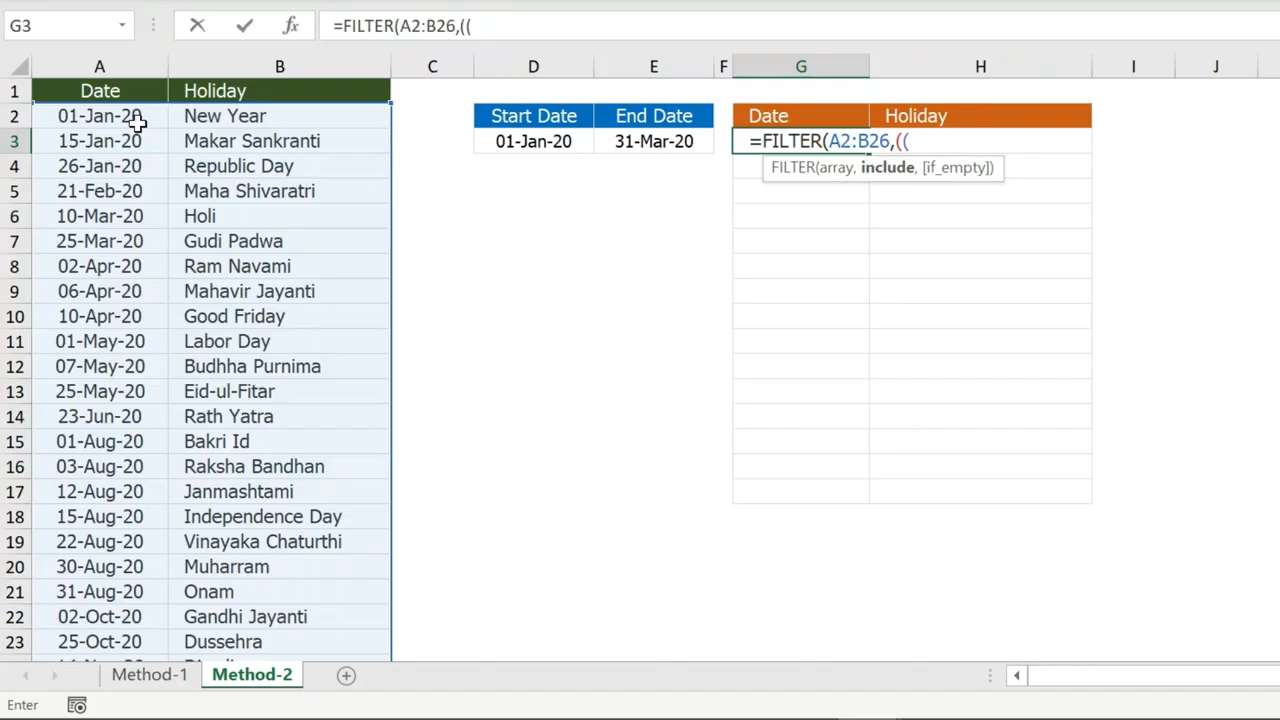 G3 fx =FILTER(A2:B26,((
A B C D E F G H I J
1 Date Holiday
2 01-Jan-20 New Year Start Date End Date Date Holiday
3 15-Jan-20 Makar Sankranti 01-Jan-20 31-Mar-20 =FILTER(A2:B26,((
4 26-Jan-20 Republic Day FILTER(array, include, [if_empty])
5 21-Feb-20 Maha Shivaratri
6 10-Mar-20 Holi
7 25-Mar-20 Gudi Padwa
8 02-Apr-20 Ram Navami
9 06-Apr-20 Mahavir Jayanti
10 10-Apr-20 Good Friday
11 01-May-20 Labor Day
12 07-May-20 Budhha Purnima
13 25-May-20 Eid-ul-Fitar
14 23-Jun-20 Rath Yatra
15 01-Aug-20 Bakri Id
16 03-Aug-20 Raksha Bandhan
17 12-Aug-20 Janmashtami
18 15-Aug-20 Independence Day
19 22-Aug-20 Vinayaka Chaturthi
20 30-Aug-20 Muharram
21 31-Aug-20 Onam
22 02-Oct-20 Gandhi Jayanti
23 25-Oct-20 Dussehra
Method-1 Method-2
Enter